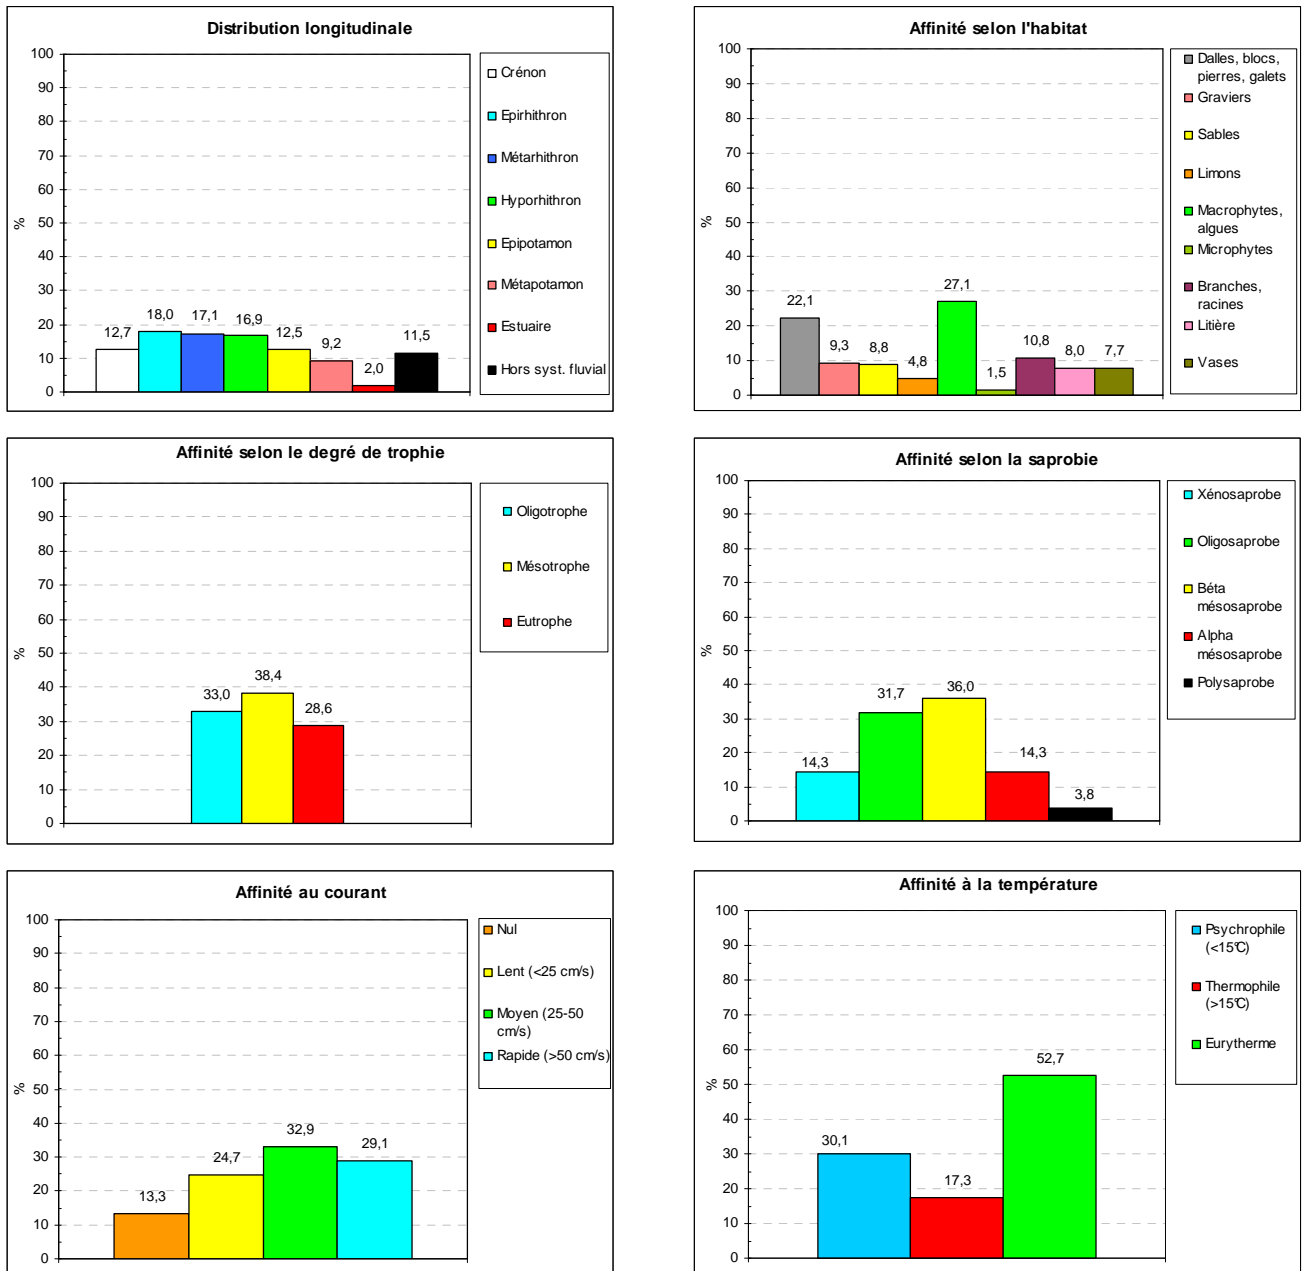 Distribution longitudinale
100
90
80
70
60
50
40
30
20
10
0
%
12,7
18,0
17,1
16,9
12,5
9,2
2,0
11,5
Crénon
Epirhithron
Métarhithron
Hyporhithron
Epipotamon
Métapotamon
Estuaire
Hors syst. fluvial
Affinité selon l'habitat
100
90
80
70
60
50
40
30
20
10
0
%
22,1
9,3
8,8
4,8
27,1
1,5
10,8
8,0
7,7
Dalles, blocs,
pierres, galets
Graviers
Sables
Limons
Macrophytes,
algues
Microphytes
Branches,
racines
Litière
Vases
Affinité selon le degré de trophie
100
90
80
70
60
50
40
30
20
10
0
%
33,0
38,4
28,6
Oligotrophe
Mésotrophe
Eutrophe
Affinité selon la saprobie
100
90
80
70
60
50
40
30
20
10
0
%
14,3
31,7
36,0
14,3
3,8
Xénosaprobe
Oligosaprobe
Béta
mésosaprobe
Alpha
mésosaprobe
Polysaprobe
Affinité au courant
100
90
80
70
60
50
40
30
20
10
0
%
13,3
24,7
32,9
29,1
Nul
Lent (<25 cm/s)
Moyen (25-50
cm/s)
Rapide (>50 cm/s)
Affinité à la température
100
90
80
70
60
50
40
30
20
10
0
%
30,1
17,3
52,7
Psychrophile
(<15°C)
Thermophile
(>15°C)
Eurytherme